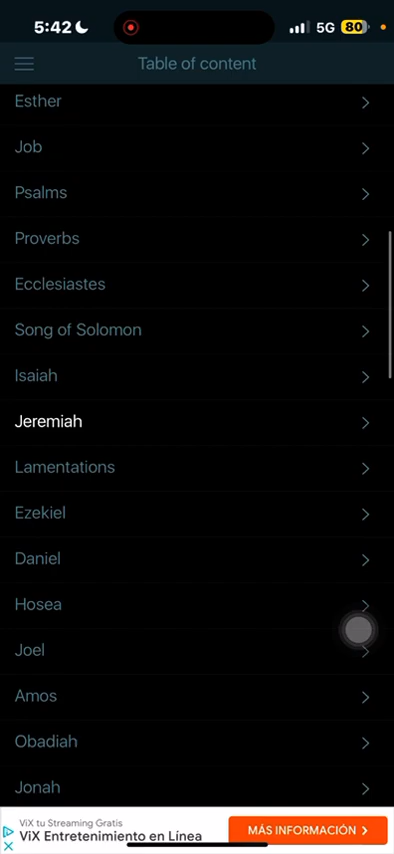 5:42
5G 80
Table of content
Esther
Job
Psalms
Proverbs
Ecclesiastes
Song of Solomon
Isaiah
Jeremiah
Lamentations
Ezekiel
Daniel
Hosea
Joel
Amos
Obadiah
Jonah
ViX tu Streaming Gratis
ViX Entretenimiento en Línea
MÁS INFORMACIÓN